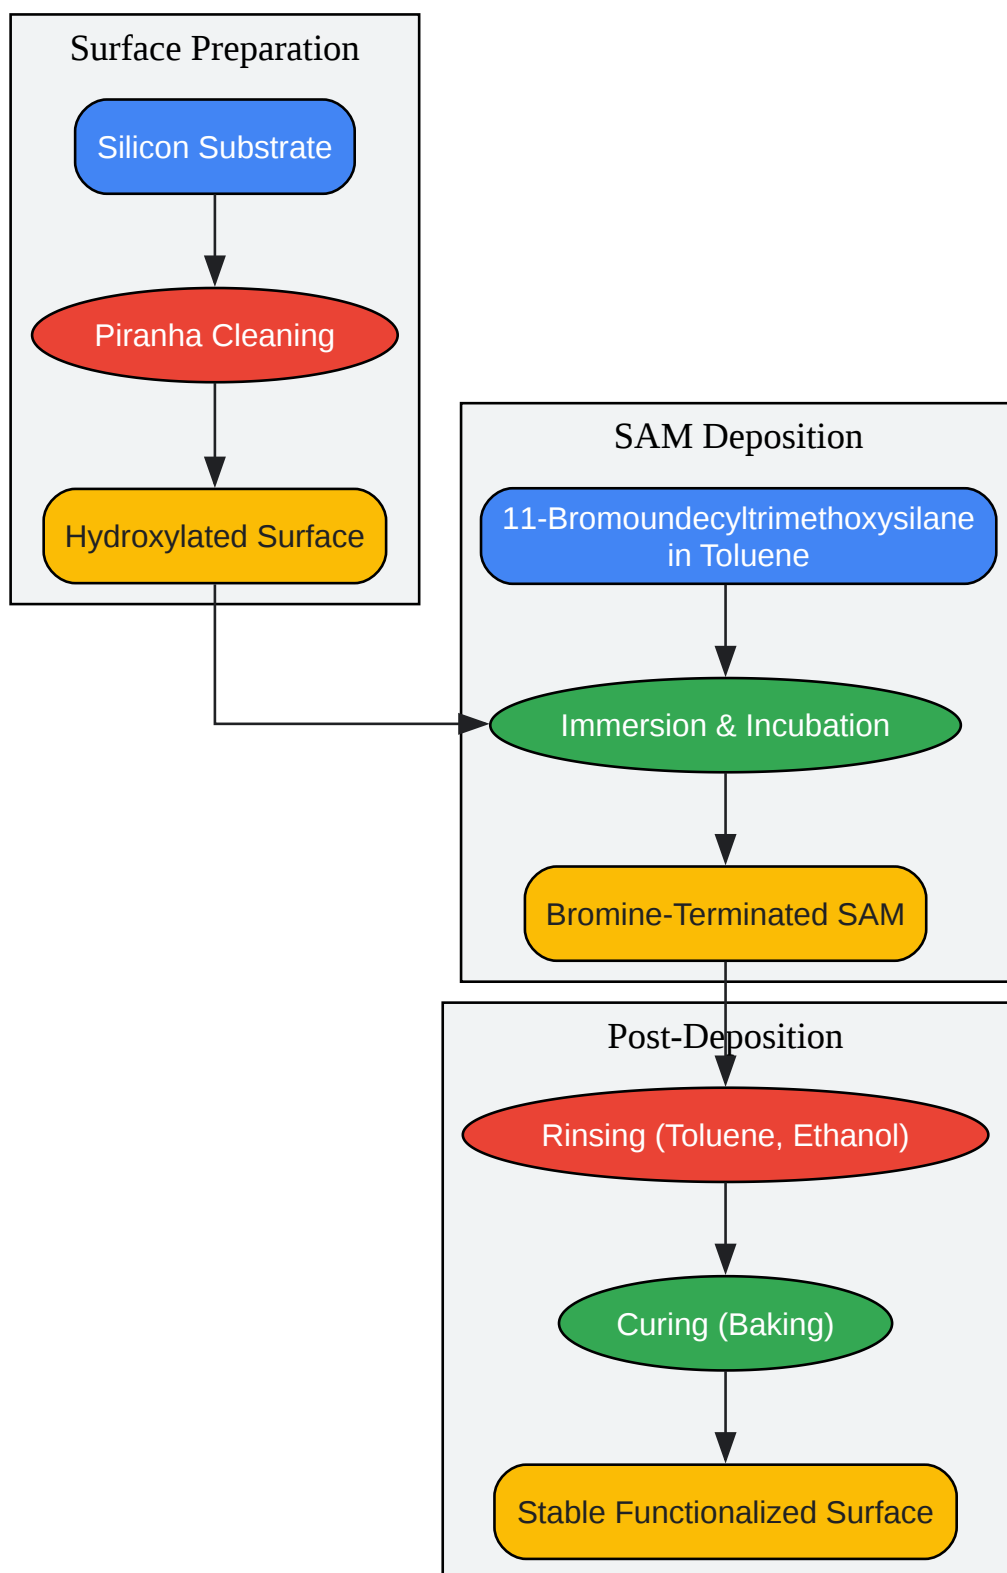 Surface Preparation
Silicon Substrate
Piranha Cleaning
Hydroxylated Surface
SAM Deposition
11-Bromoundecyltrimethoxysilane
in Toluene
Immersion & Incubation
Bromine-Terminated SAM
Post-Deposition
Rinsing (Toluene, Ethanol)
Curing (Baking)
Stable Functionalized Surface